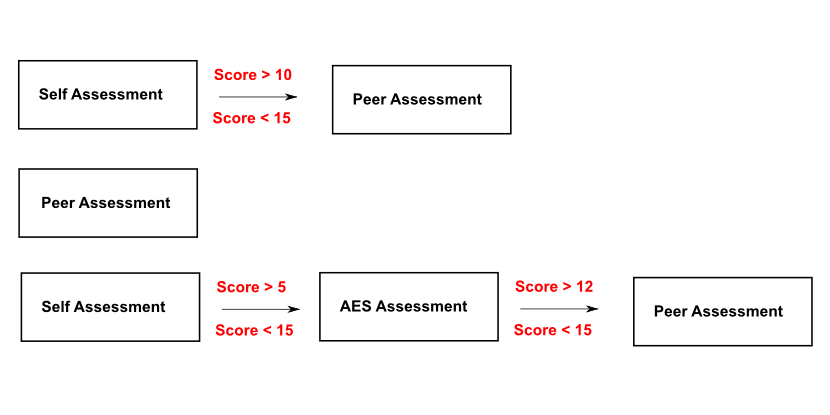 Score > 10
Self Assessment
Peer Assessment
Score < 15
Peer Assessment
Score > 5
Score > 12
Self Assessment
AES Assessment
Peer Assessment
Score < 15
Score < 15